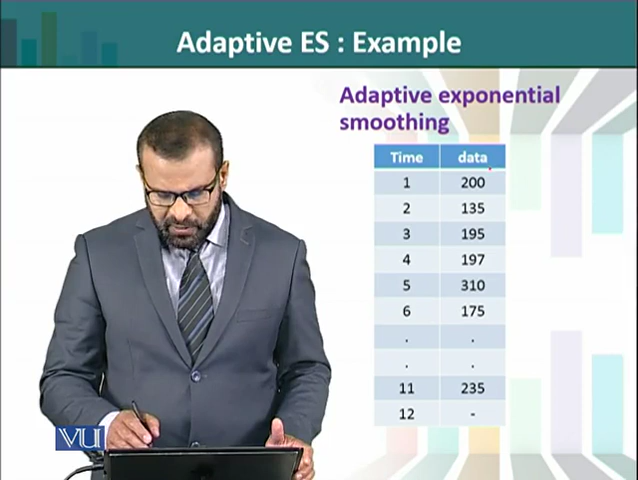 Adaptive ES : Example
Adaptive exponential
smoothing
Time data
1 200
2 135
3 195
4 197
5 310
6 175
. .
. .
11 235
12 -
VU